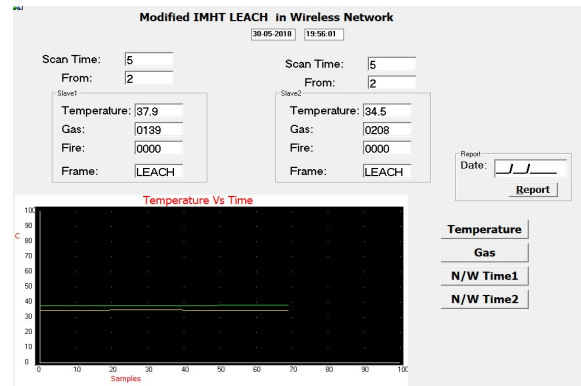 Modified IMHT LEACH in Wireless Network
30-05-2018 19:56:01
Scan Time: 5
From: 2
Scan Time: 5
From: 2
Slave1
Temperature: 37.9
Gas: 0139
Fire: 0000
Frame: LEACH
Slave2
Temperature: 34.5
Gas: 0208
Fire: 0000
Frame: LEACH
Report
Date: __/__/____
Report
Temperature
Gas
N/W Time1
N/W Time2
Temperature Vs Time
C
100
90
80
70
60
50
40
30
20
10
0
0 10 20 30 40 50 60 70 80 90 100
Samples